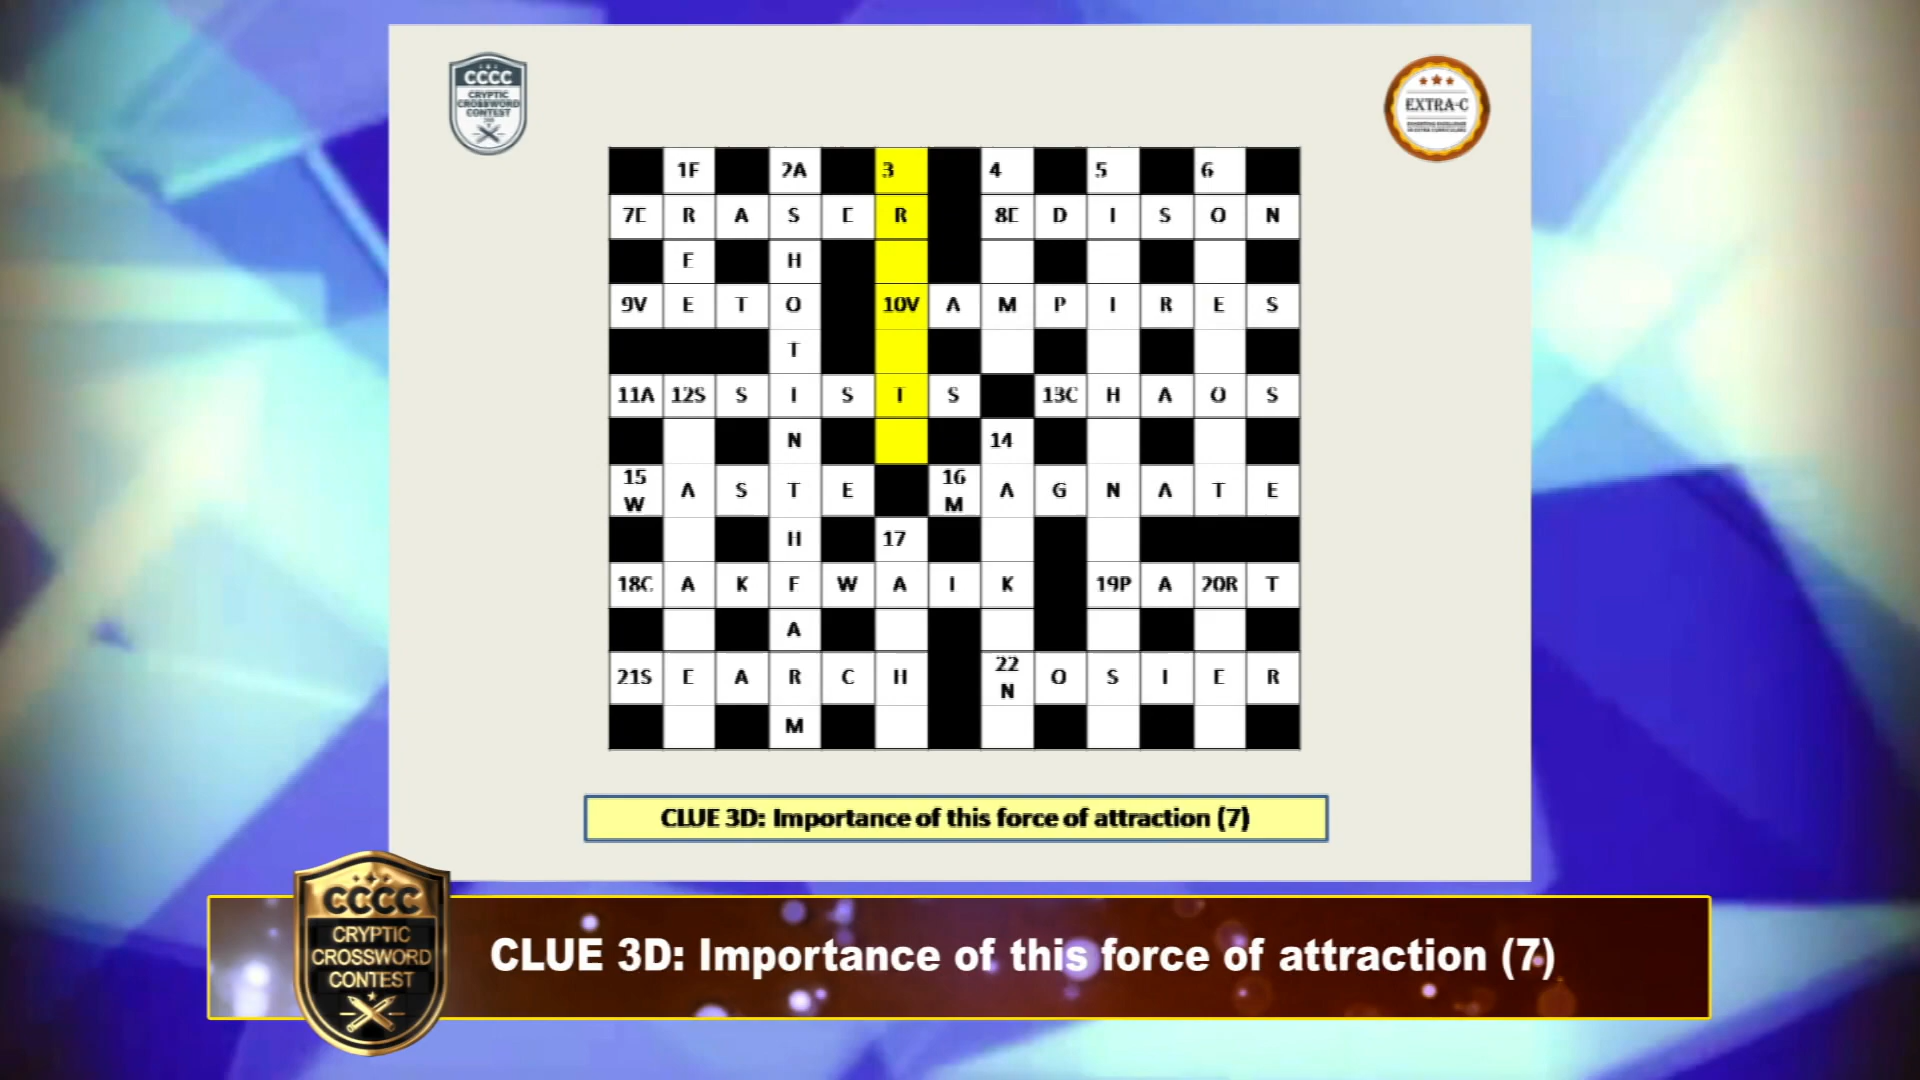 CCCC
CRYPTIC
CROSSWORD
CONTEST
EXTRA-C
1F 2A 3 4 5 6
7E R A S E R 8E D I S O N
E H
9V E T O 10V A M P I R E S
T
11A 12S S I S T S 13C H A O S
N 14
15 W A S T E 16 M A G N A T E
H 17
18C A K E W A I K 19P A 20R T
A
21S E A R C H 22 N O S I E R
M
CLUE 3D: Importance of this force of attraction (7)
CCCC
CRYPTIC
CROSSWORD
CONTEST
CLUE 3D: Importance of this force of attraction (7)